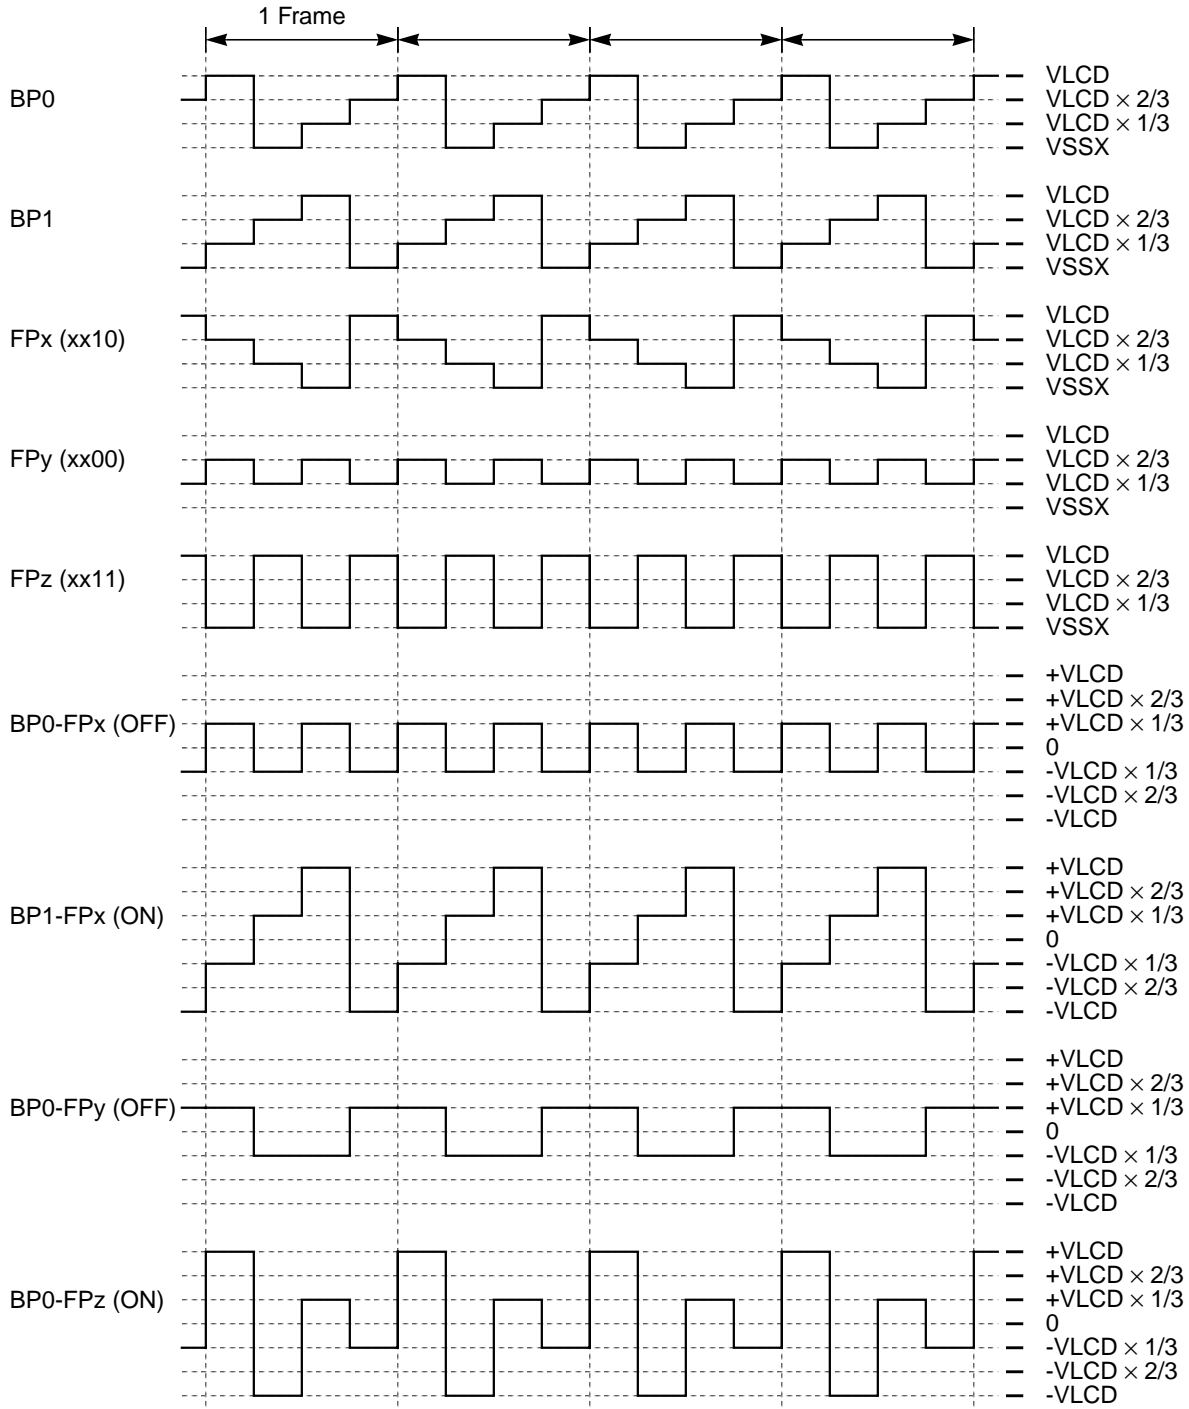 1 Frame
BP0
VLCD
VLCD × 2/3
VLCD × 1/3
VSSX
BP1
VLCD
VLCD × 2/3
VLCD × 1/3
VSSX
FPx (xx10)
VLCD
VLCD × 2/3
VLCD × 1/3
VSSX
FPy (xx00)
VLCD
VLCD × 2/3
VLCD × 1/3
VSSX
FPz (xx11)
VLCD
VLCD × 2/3
VLCD × 1/3
VSSX
BP0-FPx (OFF)
+VLCD
+VLCD × 2/3
+VLCD × 1/3
0
-VLCD × 1/3
-VLCD × 2/3
-VLCD
BP1-FPx (ON)
+VLCD
+VLCD × 2/3
+VLCD × 1/3
0
-VLCD × 1/3
-VLCD × 2/3
-VLCD
BP0-FPy (OFF)
+VLCD
+VLCD × 2/3
+VLCD × 1/3
0
-VLCD × 1/3
-VLCD × 2/3
-VLCD
BP0-FPz (ON)
+VLCD
+VLCD × 2/3
+VLCD × 1/3
0
-VLCD × 1/3
-VLCD × 2/3
-VLCD